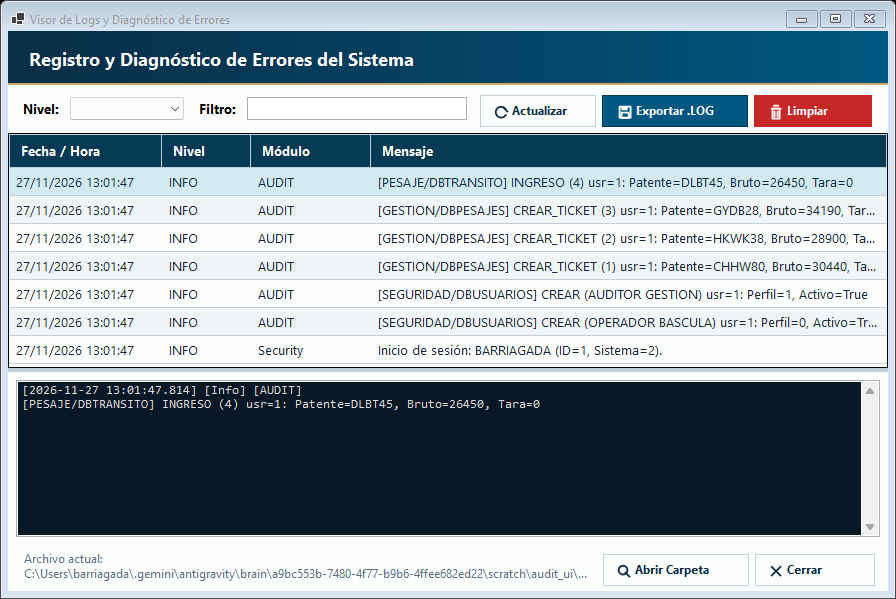 Visor de Logs y Diagnóstico de Errores
Registro y Diagnóstico de Errores del Sistema
Nivel: Filtro: Actualizar Exportar .LOG Limpiar
Fecha / Hora Nivel Módulo Mensaje
27/11/2026 13:01:47 INFO AUDIT [PESAJE/DBTRANSITO] INGRESO (4) usr=1: Patente=DLBT45, Bruto=26450, Tara=0
27/11/2026 13:01:47 INFO AUDIT [GESTION/DBPESAJES] CREAR_TICKET (3) usr=1: Patente=GYDB28, Bruto=34190, Tar...
27/11/2026 13:01:47 INFO AUDIT [GESTION/DBPESAJES] CREAR_TICKET (2) usr=1: Patente=HKWK38, Bruto=28900, Ta...
27/11/2026 13:01:47 INFO AUDIT [GESTION/DBPESAJES] CREAR_TICKET (1) usr=1: Patente=CHHW80, Bruto=30440, Ta...
27/11/2026 13:01:47 INFO AUDIT [SEGURIDAD/DBUSUARIOS] CREAR (AUDITOR GESTION) usr=1: Perfil=1, Activo=True
27/11/2026 13:01:47 INFO AUDIT [SEGURIDAD/DBUSUARIOS] CREAR (OPERADOR BASCULA) usr=1: Perfil=0, Activo=Tr...
27/11/2026 13:01:47 INFO Security Inicio de sesión: BARRIAGADA (ID=1, Sistema=2).
[2026-11-27 13:01:47.814] [Info] [AUDIT]
[PESAJE/DBTRANSITO] INGRESO (4) usr=1: Patente=DLBT45, Bruto=26450, Tara=0
Archivo actual:
C:\Users\barriagada\.gemini\antigravity\brain\a9bc553b-7480-4f77-b9b6-4ffee682ed22\scratch\audit_ui\...
Abrir Carpeta Cerrar